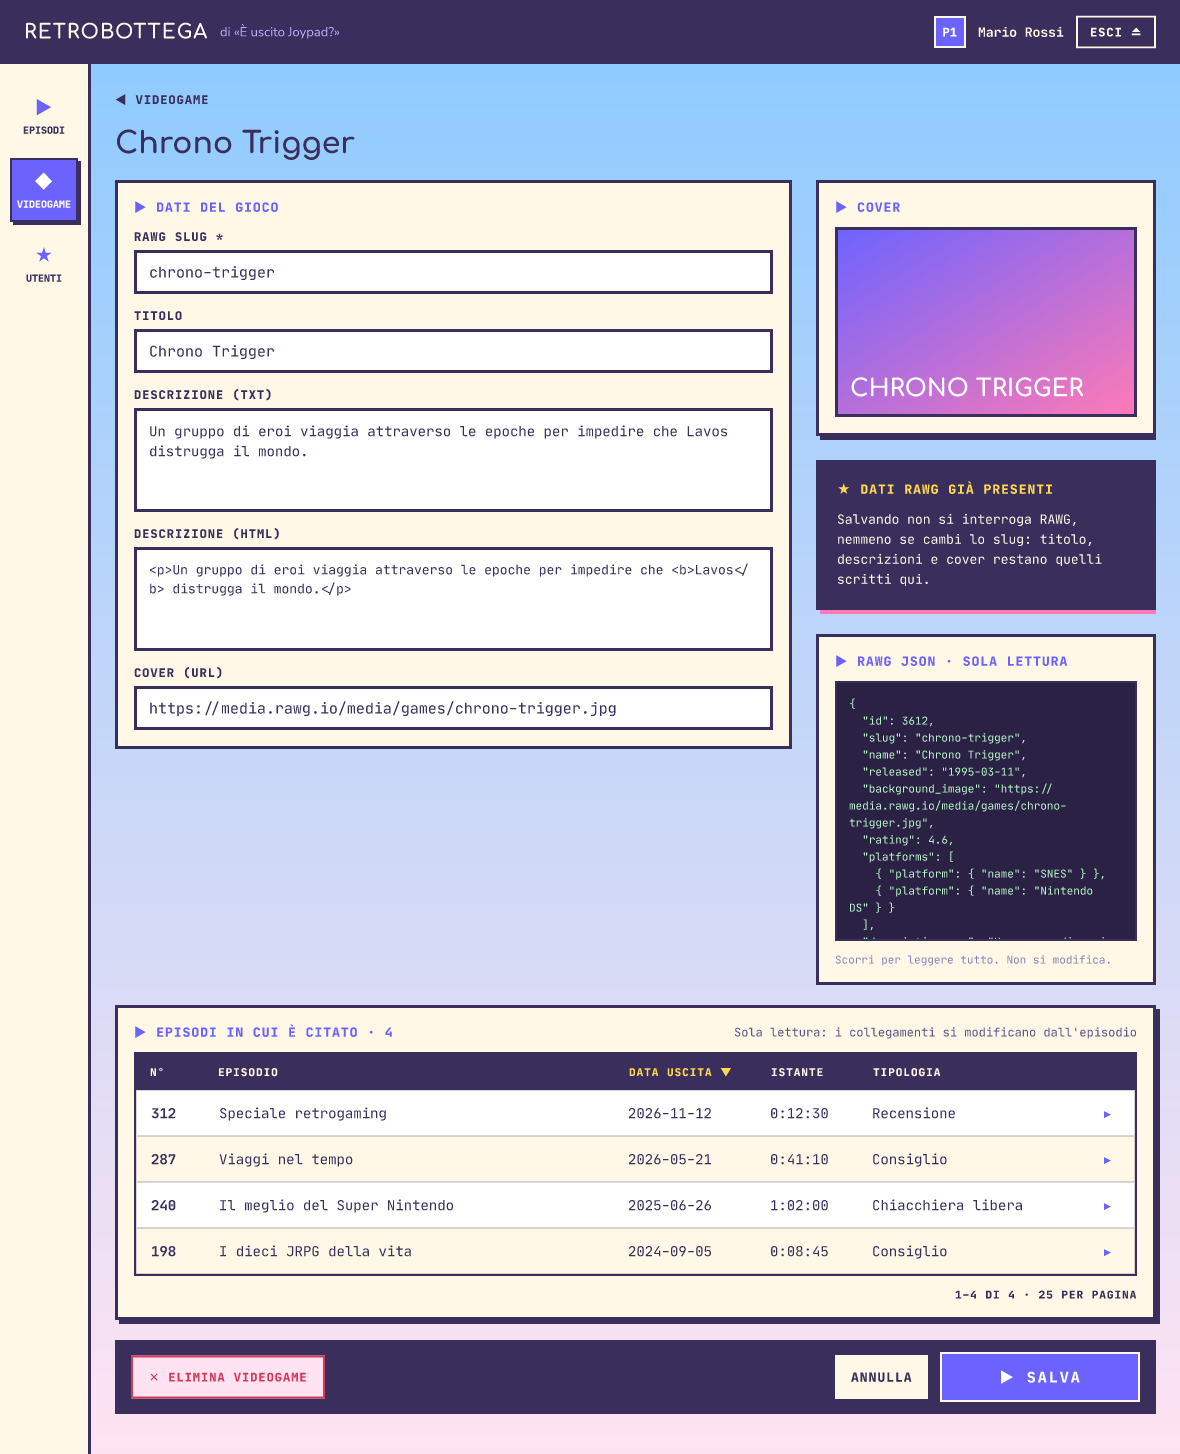 RETROBOTTEGA di «È uscito Joypad?»
P1 Mario Rossi ESCI ⏏
▶
EPISODI
◆
VIDEOGAME
★
UTENTI
◀ VIDEOGAME
Chrono Trigger
▶ DATI DEL GIOCO
RAWG SLUG *
chrono-trigger
TITOLO
Chrono Trigger
DESCRIZIONE (TXT)
Un gruppo di eroi viaggia attraverso le epoche per impedire che Lavos
distrugga il mondo.
DESCRIZIONE (HTML)
<p>Un gruppo di eroi viaggia attraverso le epoche per impedire che <b>Lavos</
b> distrugga il mondo.</p>
COVER (URL)
https://media.rawg.io/media/games/chrono-trigger.jpg
▶ COVER
CHRONO TRIGGER
★ DATI RAWG GIÀ PRESENTI
Salvando non si interroga RAWG,
nemmeno se cambi lo slug: titolo,
descrizioni e cover restano quelli
scritti qui.
▶ RAWG JSON · SOLA LETTURA
{
"id": 3612,
"slug": "chrono-trigger",
"name": "Chrono Trigger",
"released": "1995-03-11",
"background_image": "https://
media.rawg.io/media/games/chrono-
trigger.jpg",
"rating": 4.6,
"platforms": [
{ "platform": { "name": "SNES" } },
{ "platform": { "name": "Nintendo
DS" } }
],
Scorri per leggere tutto. Non si modifica.
▶ EPISODI IN CUI È CITATO · 4
Sola lettura: i collegamenti si modificano dall'episodio
N° EPISODIO DATA USCITA ▼ ISTANTE TIPOLOGIA
312 Speciale retrogaming 2026-11-12 0:12:30 Recensione ▶
287 Viaggi nel tempo 2026-05-21 0:41:10 Consiglio ▶
240 Il meglio del Super Nintendo 2025-06-26 1:02:00 Chiacchiera libera ▶
198 I dieci JRPG della vita 2024-09-05 0:08:45 Consiglio ▶
1–4 DI 4 · 25 PER PAGINA
✕ ELIMINA VIDEOGAME
ANNULLA
▶ SALVA